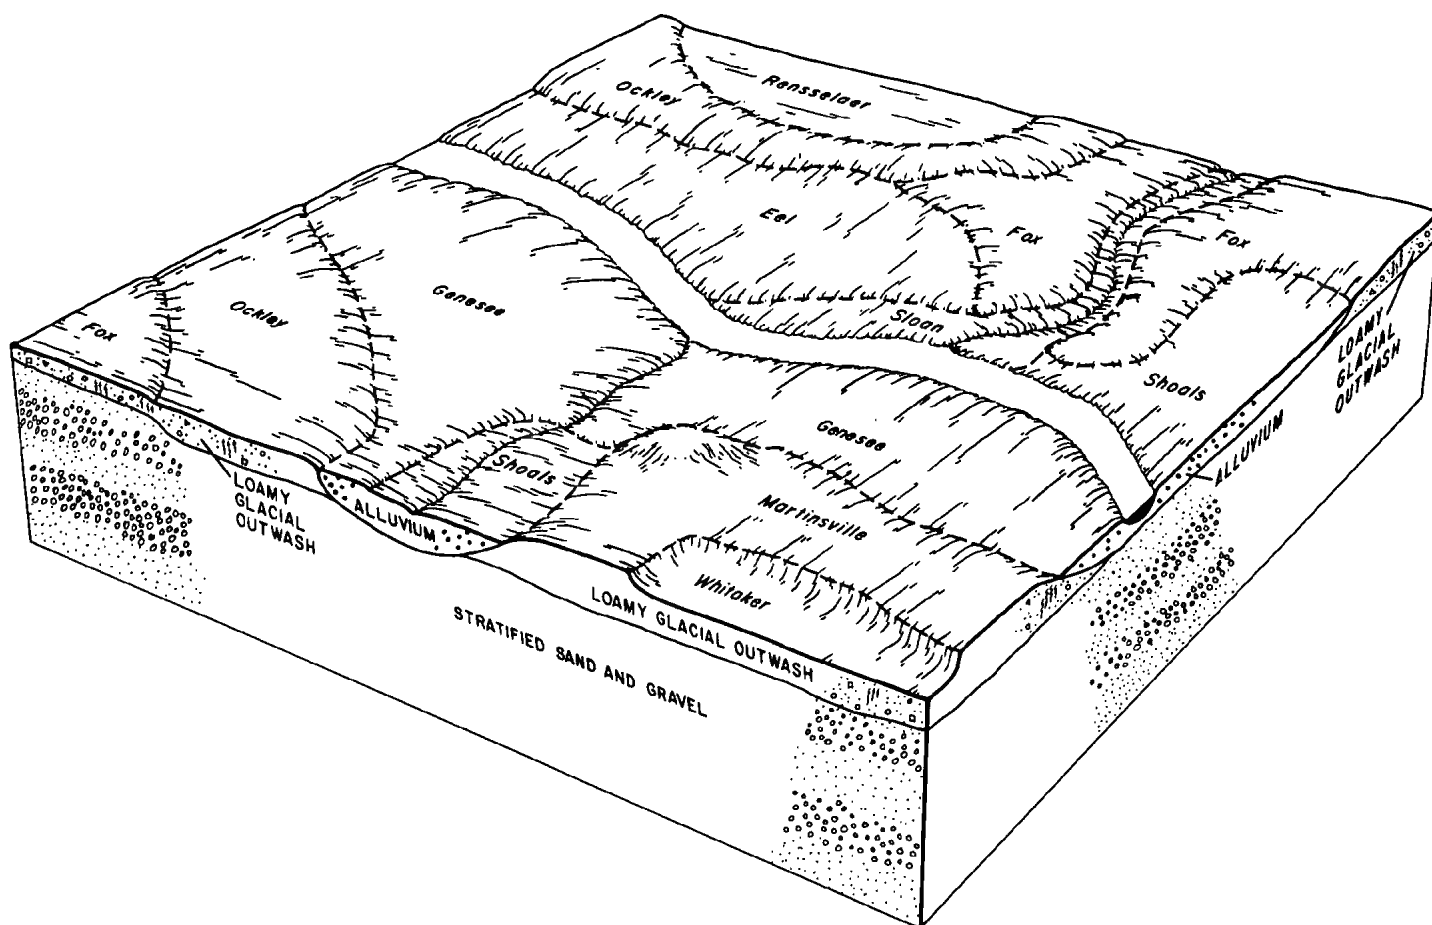 Rensselaer
Ockley
Eel
Fox
Fox
Genesee
Ockley
Fox
Sloan
Shoals
Genesee
Shoals
Martinsville
Whitaker
LOAMY
GLACIAL
OUTWASH
ALLUVIUM
LOAMY
GLACIAL
OUTWASH
ALLUVIUM
LOAMY GLACIAL OUTWASH
STRATIFIED SAND AND GRAVEL